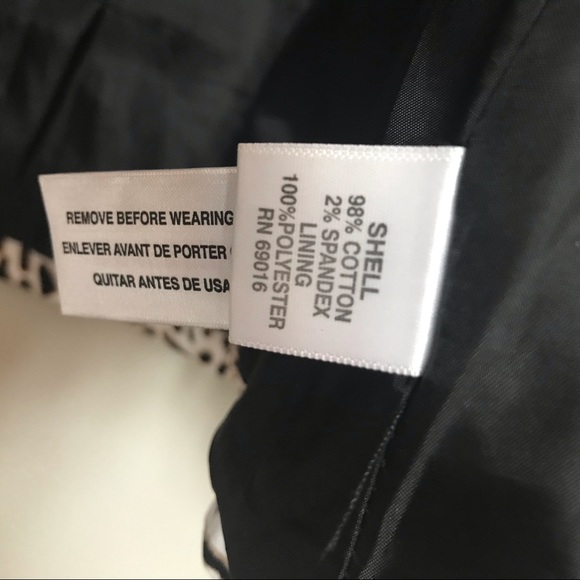 REMOVE BEFORE WEARING
ENLEVER AVANT DE PORTER
QUITAR ANTES DE USA
SHELL
98% COTTON
2% SPANDEX
LINING
100%POLYESTER
RN 69016